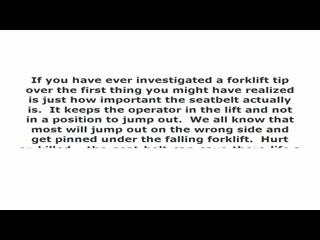 If you have ever investigated a forklift tip
over the first thing you might have realized
is just how important the seatbelt actually
is. It keeps the operator in the lift and not
in a position to jump out. We all know that
most will jump out on the wrong side and
get pinned under the falling forklift. Hurt